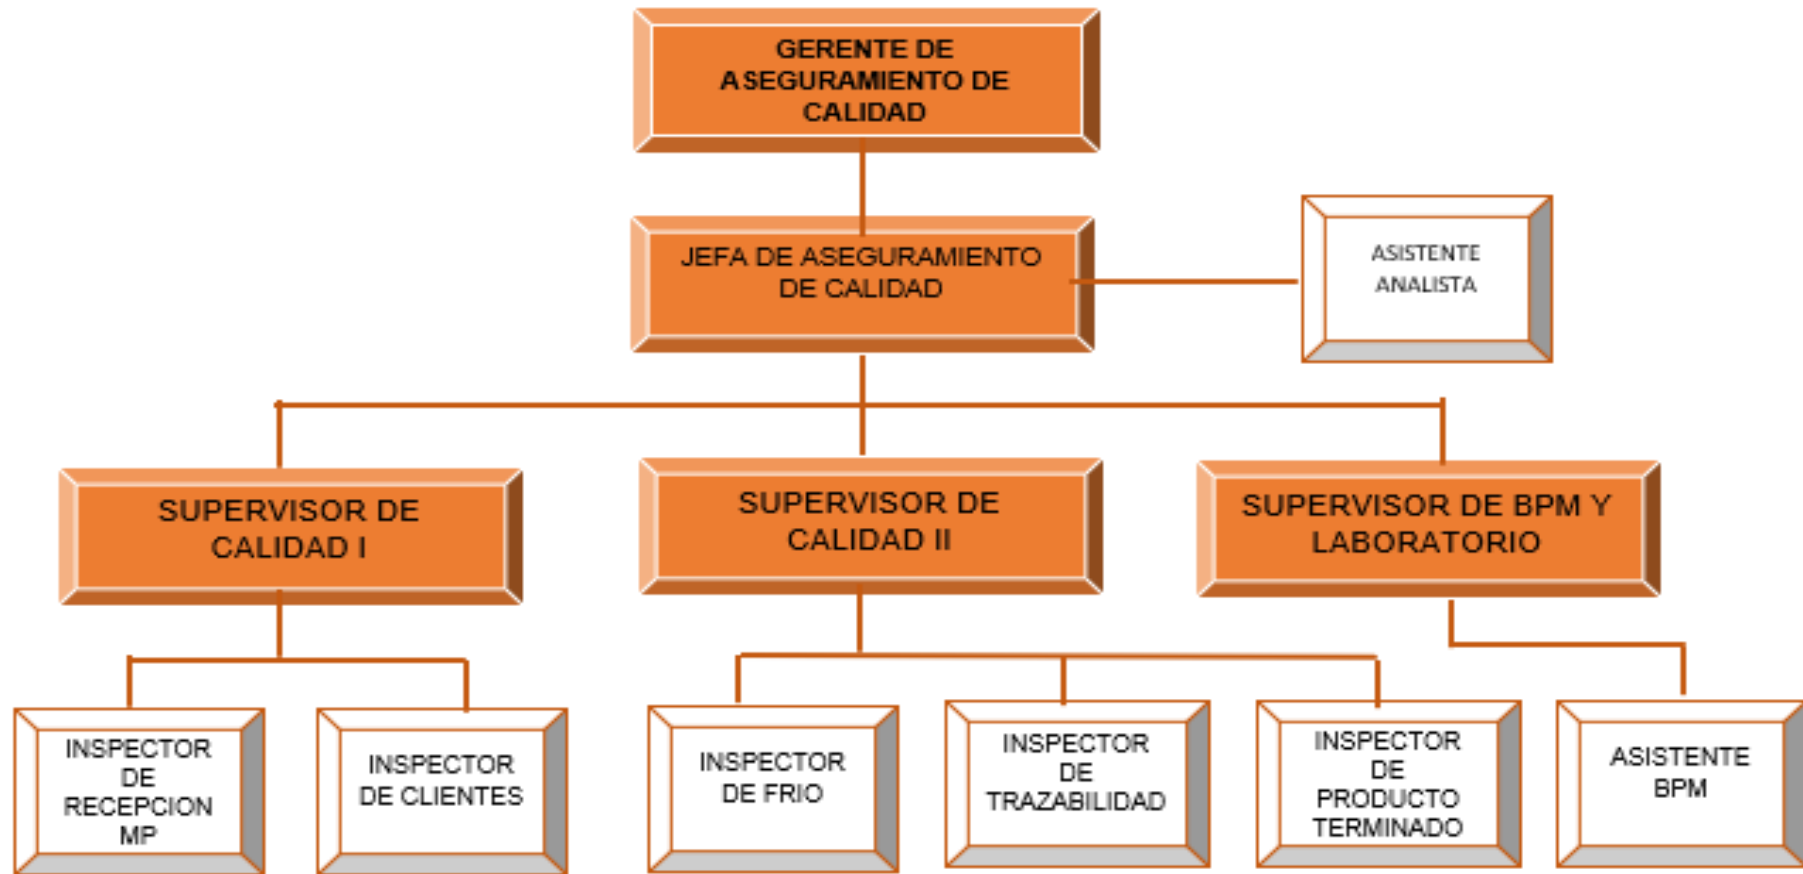 GERENTE DE
ASEGURAMIENTO DE
CALIDAD
JEFA DE ASEGURAMIENTO
DE CALIDAD
ASISTENTE
ANALISTA
SUPERVISOR DE
CALIDAD I
SUPERVISOR DE
CALIDAD II
SUPERVISOR DE BPM Y
LABORATORIO
INSPECTOR
DE
RECEPCION
MP
INSPECTOR
DE CLIENTES
INSPECTOR
DE FRIO
INSPECTOR
DE
TRAZABILIDAD
INSPECTOR
DE
PRODUCTO
TERMINADO
ASISTENTE
BPM